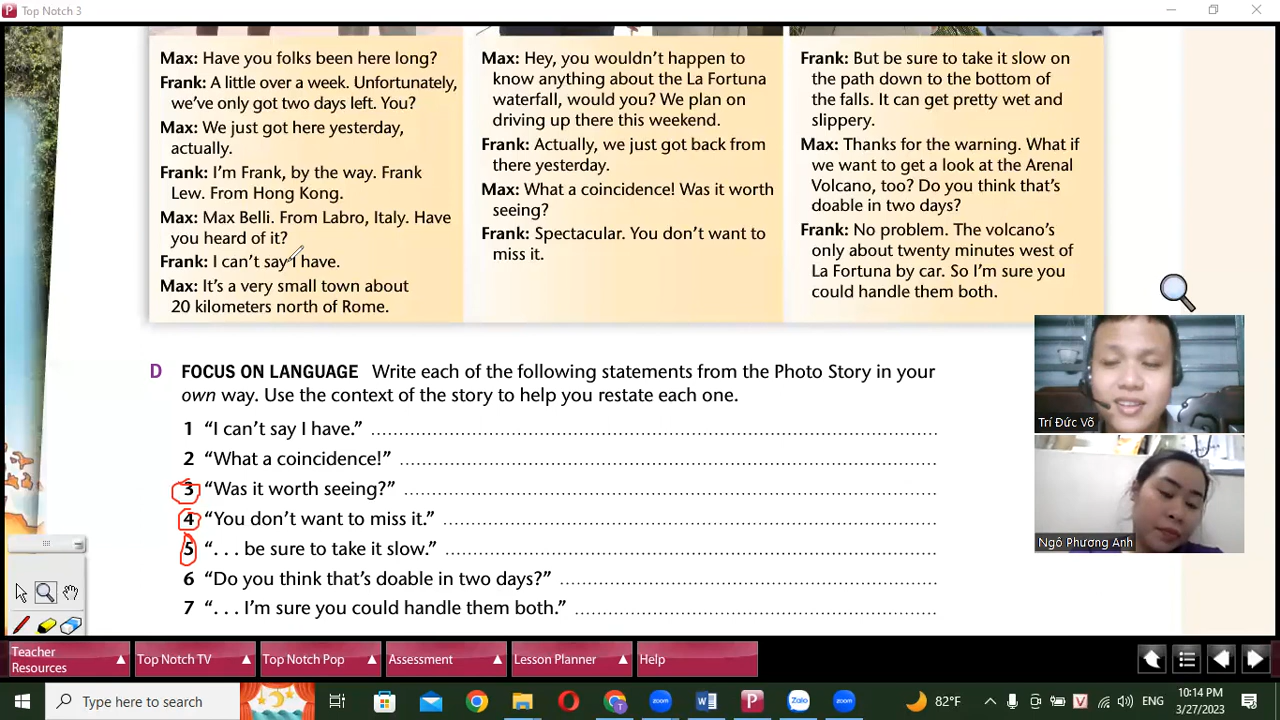 Top Notch 3
Max: Have you folks been here long?
Frank: A little over a week. Unfortunately,
we've only got two days left. You?
Max: We just got here yesterday,
actually.
Frank: I'm Frank, by the way. Frank
Lew. From Hong Kong.
Max: Max Belli. From Labro, Italy. Have
you heard of it?
Frank: I can't say I have.
Max: It's a very small town about
20 kilometers north of Rome.
Max: Hey, you wouldn't happen to
know anything about the La Fortuna
waterfall, would you? We plan on
driving up there this weekend.
Frank: Actually, we just got back from
there yesterday.
Max: What a coincidence! Was it worth
seeing?
Frank: Spectacular. You don't want to
miss it.
Frank: But be sure to take it slow on
the path down to the bottom of
the falls. It can get pretty wet and
slippery.
Max: Thanks for the warning. What if
we want to get a look at the Arenal
Volcano, too? Do you think that's
doable in two days?
Frank: No problem. The volcano's
only about twenty minutes west of
La Fortuna by car. So I'm sure you
could handle them both.
D FOCUS ON LANGUAGE Write each of the following statements from the Photo Story in your
own way. Use the context of the story to help you restate each one.
1 “I can't say I have.”
2 “What a coincidence!”
3 “Was it worth seeing?”
4 “You don't want to miss it.”
5 “. . . be sure to take it slow.”
6 “Do you think that's doable in two days?”
7 “. . . I'm sure you could handle them both.”
Trí Đức Võ
Ngô Phương Anh
Teacher
Resources
Top Notch TV
Top Notch Pop
Assessment
Lesson Planner
Help
Type here to search
zoom
Zalo
zoom
82°F
V
ENG
10:14 PM
3/27/2023